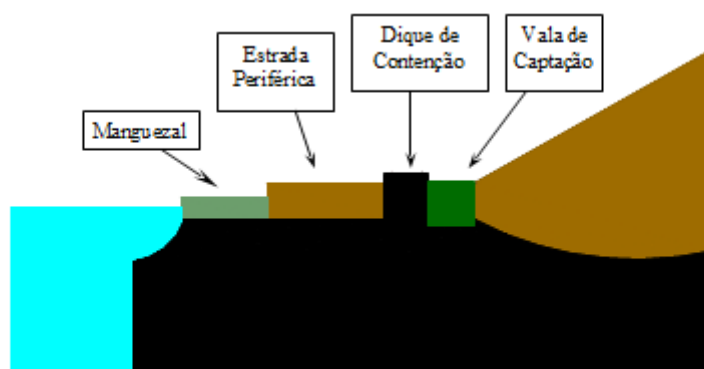 Manguezal
Estrada
Periférica
Dique de
Contenção
Vala de
Captação